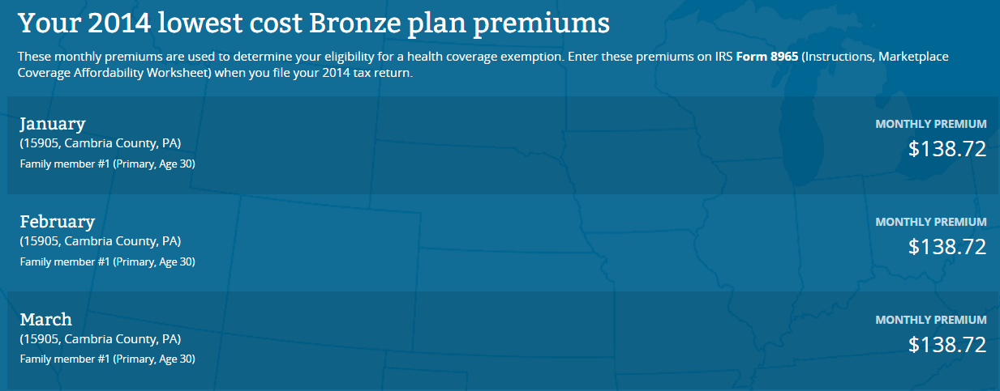 Your 2014 lowest cost Bronze plan premiums
These monthly premiums are used to determine your eligibility for a health coverage exemption. Enter these premiums on IRS Form 8965 (Instructions, Marketplace
Coverage Affordability Worksheet) when you file your 2014 tax return.
January
MONTHLY PREMIUM
(15905, Cambria County, PA)
$138.72
Family member #1 (Primary, Age 30)
February
MONTHLY PREMIUM
(15905, Cambria County, PA)
$138.72
Family member #1 (Primary, Age 30)
March
MONTHLY PREMIUM
(15905, Cambria County, PA)
$138.72
Family member #1 (Primary, Age 30)